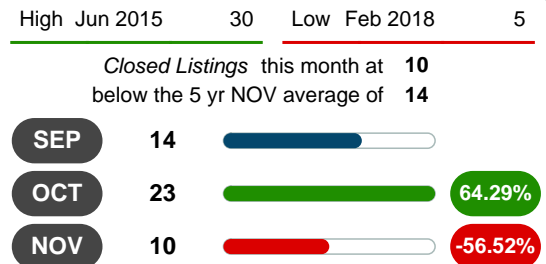 High Jun 2015 30 Low Feb 2018 5
Closed Listings this month at 10
below the 5 yr NOV average of 14
SEP 14
OCT 23 64.29%
NOV 10 -56.52%